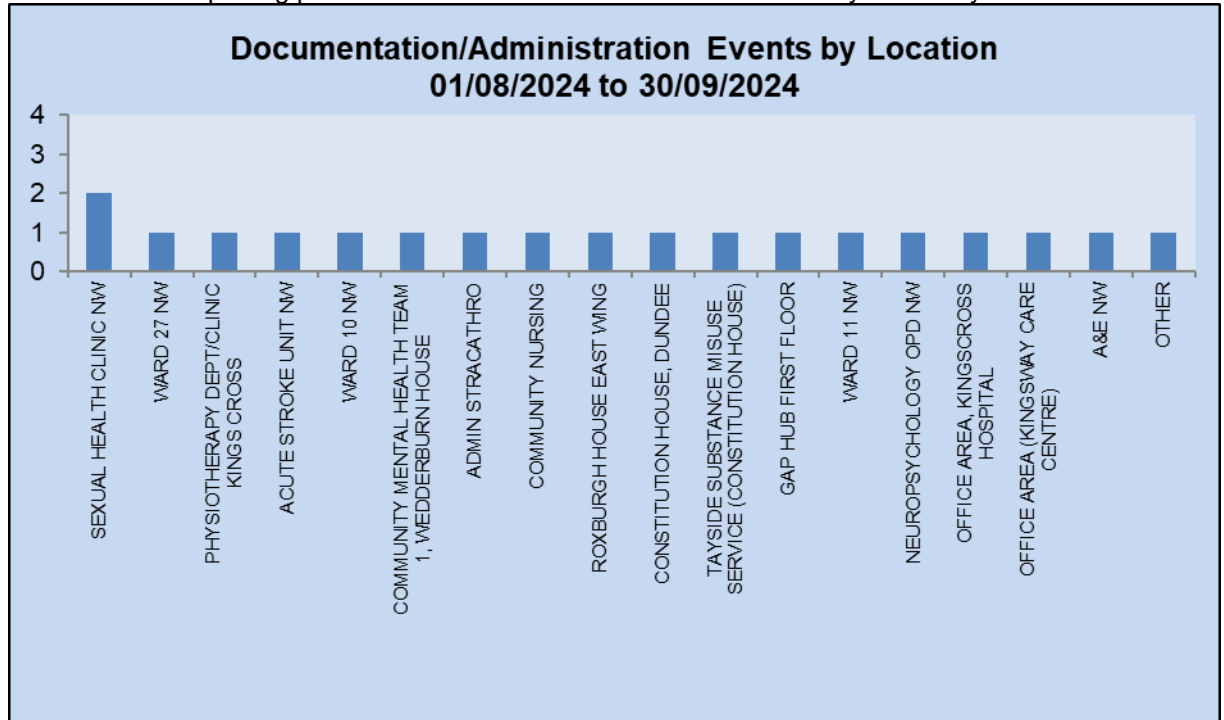 Documentation/Administration Events by Location
01/08/2024 to 30/09/2024
4
3
2
1
0
SEXUAL HEALTH CLINIC NW
WARD 27 NW
PHYSIOTHERAPY DEPT/CLINIC
KINGS CROSS
ACUTE STROKE UNIT NW
WARD 10 NW
COMMUNITY MENTAL HEALTH TEAM
1, WEDDERBURN HOUSE
ADMIN STRACATHRO
COMMUNITY NURSING
ROXBURGH HOUSE EAST WING
CONSTITUTION HOUSE, DUNDEE
TAYSIDE SUBSTANCE MISUSE
SERVICE (CONSTITUTION HOUSE)
GAP HUB FIRST FLOOR
WARD 11 NW
NEUROPSYCHOLOGY OPD NW
OFFICE AREA, KINGSCROSS
HOSPITAL
OFFICE AREA (KINGSWAY CARE
CENTRE)
A&E NW
OTHER